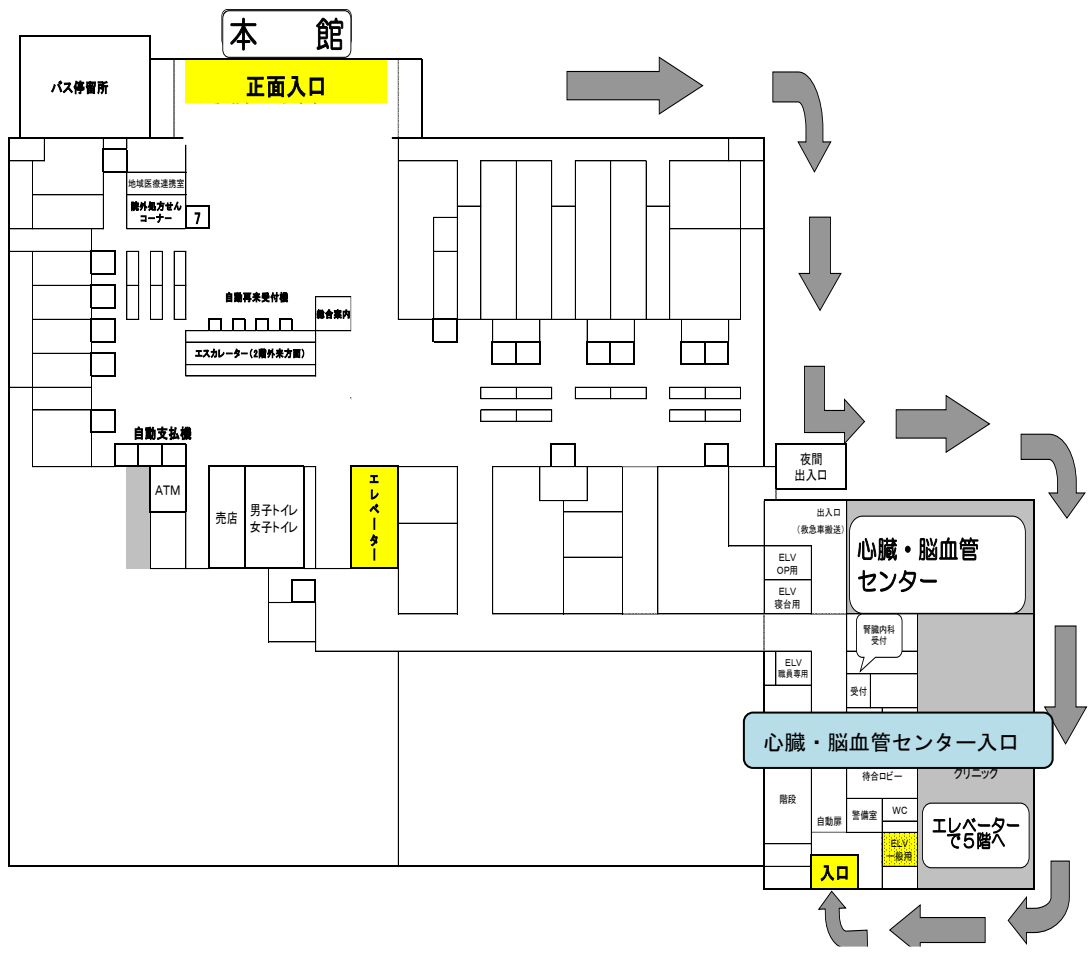 本　館
バス停留所
正面入口
地域医療連携室
院外処方せん
コーナー
7
自動再来受付機
総合案内
エスカレーター(2階外来方面)
自動支払機
ATM
売店
男子トイレ
女子トイレ
エレベーター
夜間
出入口
出入口
(救急車搬送)
心臓・脳血管
センター
ELV
OP用
ELV
寝台用
腎臓内科
受付
ELV
職員専用
受付
心臓・脳血管センター入口
待合ロビー
クリニック
階段
自動扉
警備室
WC
エレベーター
で5階へ
ELV
一般用
入口